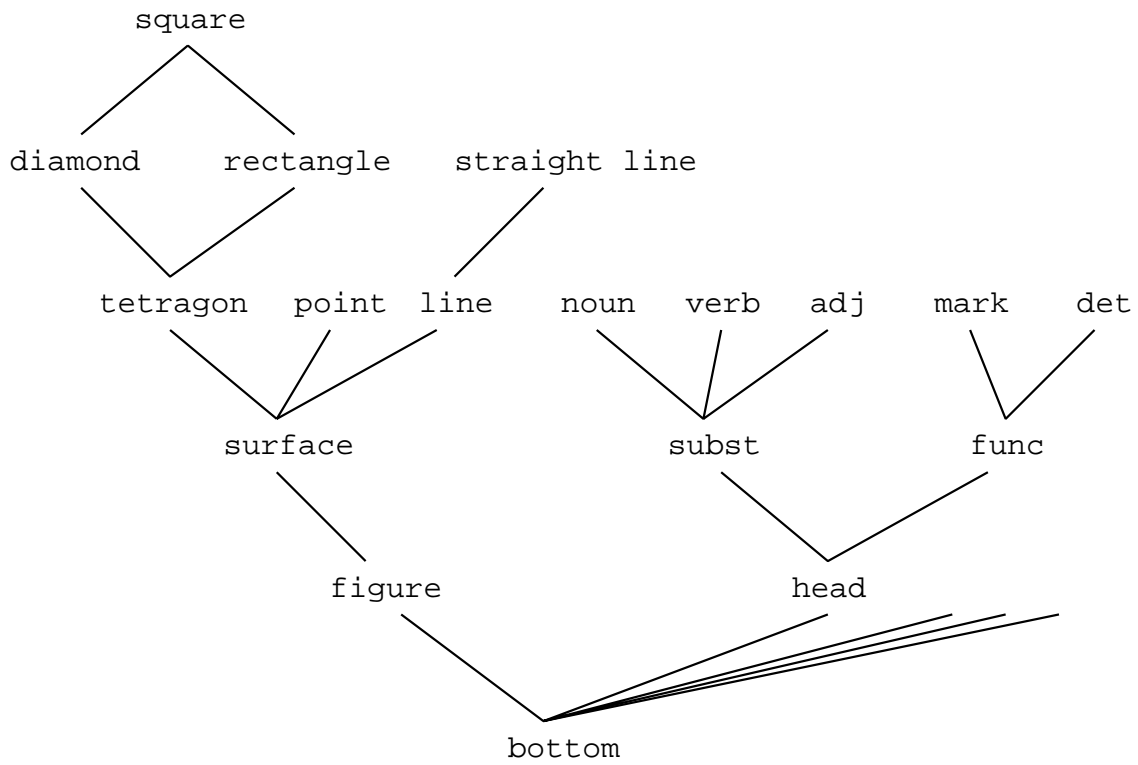 square
diamond rectangle straight line
tetragon point line noun verb adj mark det
surface subst func
figure head
bottom